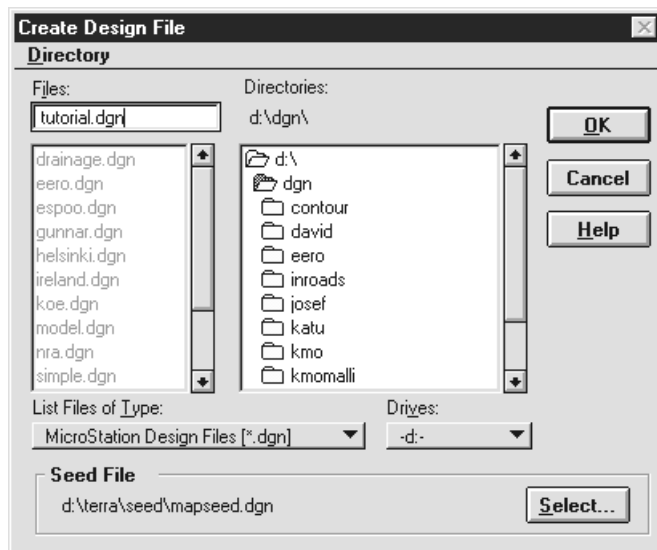 Create Design File
Directory
Files:
tutorial.dgn
drainage.dgn
eero.dgn
espoo.dgn
gunnar.dgn
helsinki.dgn
ireland.dgn
koe.dgn
model.dgn
nra.dgn
simple.dgn
Directories:
d:\dgn\
d:\
dgn
contour
david
eero
inroads
josef
katu
kmo
kmomalli
OK
Cancel
Help
List Files of Type:
MicroStation Design Files [*.dgn]
Drives:
-d:-
Seed File
d:\terra\seed\mapseed.dgn
Select...